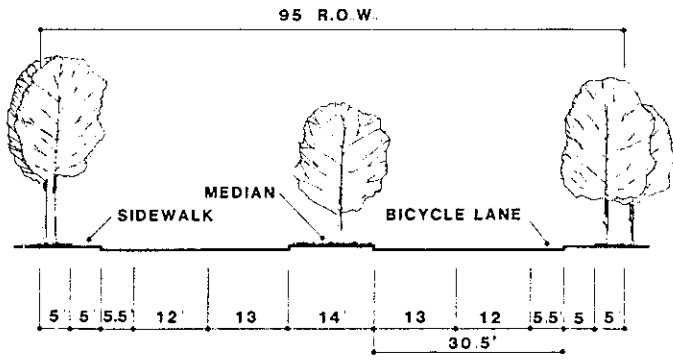 95 R.O.W.
MEDIAN
SIDEWALK
BICYCLE LANE
5' 5' 5.5' 12' 13 14' 13 12 5.5' 5 5'
30.5'